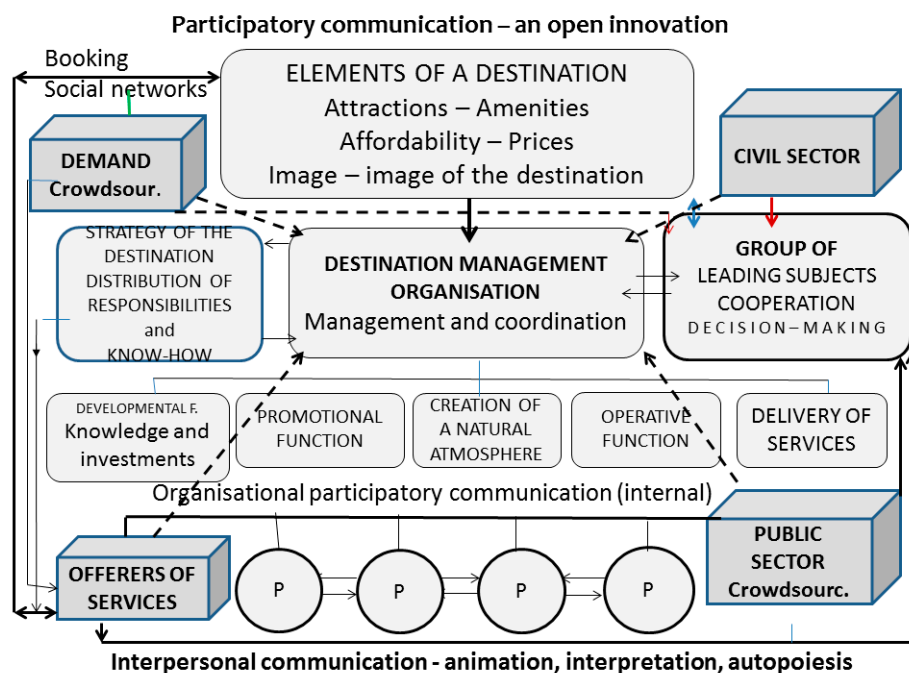 Participatory communication – an open innovation
Booking
Social networks
ELEMENTS OF A DESTINATION
Attractions – Amenities
Affordability – Prices
Image – image of the destination
DEMAND
Crowdsour.
CIVIL SECTOR
STRATEGY OF THE
DESTINATION
DISTRIBUTION OF
RESPONSIBILITIES
and
KNOW-HOW
DESTINATION MANAGEMENT
ORGANISATION
Management and coordination
GROUP OF
LEADING SUBJECTS
COOPERATION
DECISION–MAKING
DEVELOPMENTAL F.
Knowledge and
investments
PROMOTIONAL
FUNCTION
CREATION OF
A NATURAL
ATMOSPHERE
OPERATIVE
FUNCTION
DELIVERY OF
SERVICES
Organisational participatory communication (internal)
OFFERERS OF
SERVICES
P
P
P
P
PUBLIC
SECTOR
Crowdsourc.
Interpersonal communication - animation, interpretation, autopoiesis